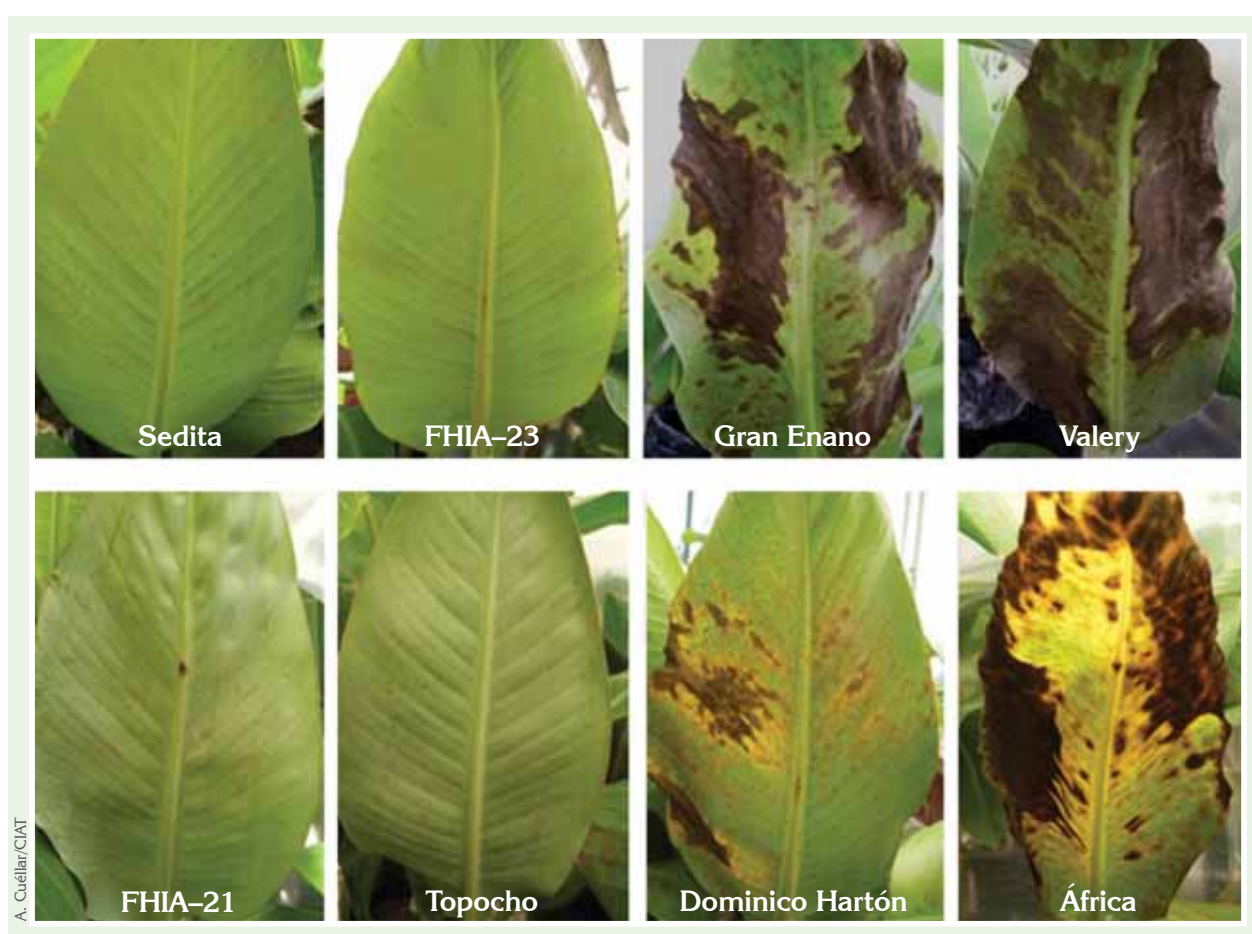 Sedita
FHIA–23
Gran Enano
Valery
FHIA–21
Topocho
Dominico Hartón
África
A. Cuéllar/CIAT